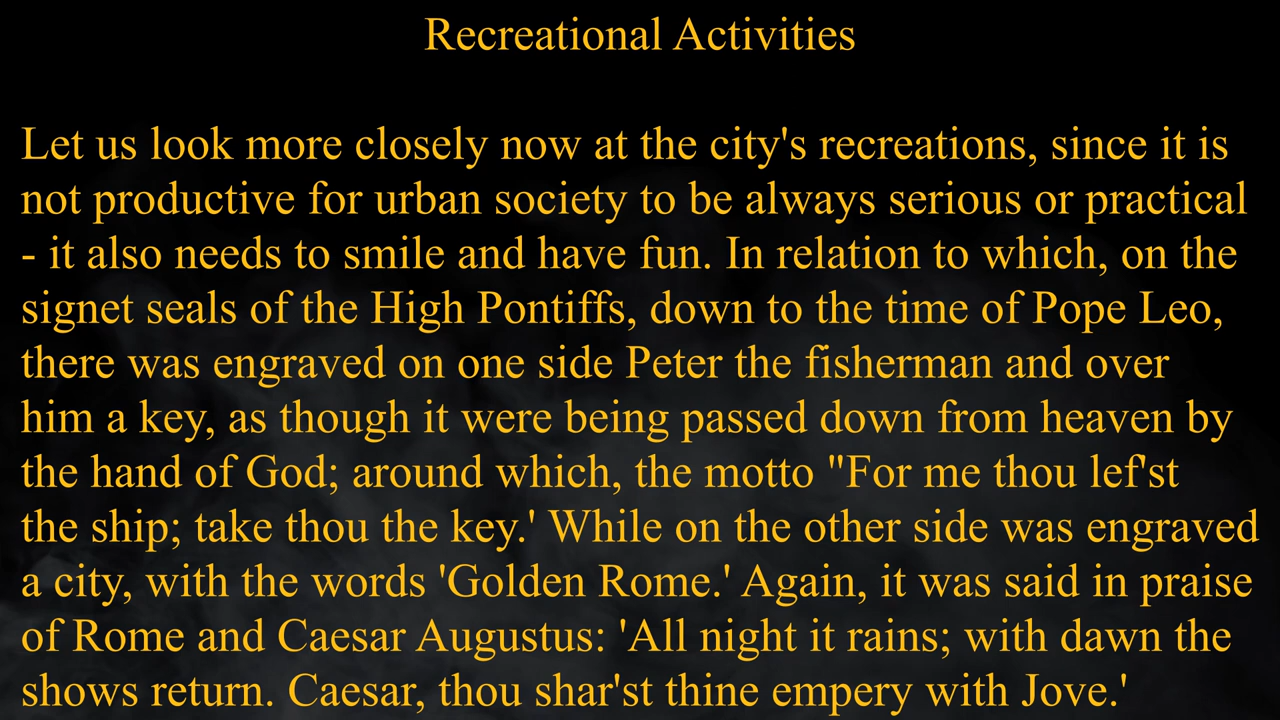 Recreational Activities
Let us look more closely now at the city's recreations, since it is
not productive for urban society to be always serious or practical
- it also needs to smile and have fun. In relation to which, on the
signet seals of the High Pontiffs, down to the time of Pope Leo,
there was engraved on one side Peter the fisherman and over
him a key, as though it were being passed down from heaven by
the hand of God; around which, the motto "For me thou lef'st
the ship; take thou the key.' While on the other side was engraved
a city, with the words 'Golden Rome.' Again, it was said in praise
of Rome and Caesar Augustus: 'All night it rains; with dawn the
shows return. Caesar, thou shar'st thine empery with Jove.'